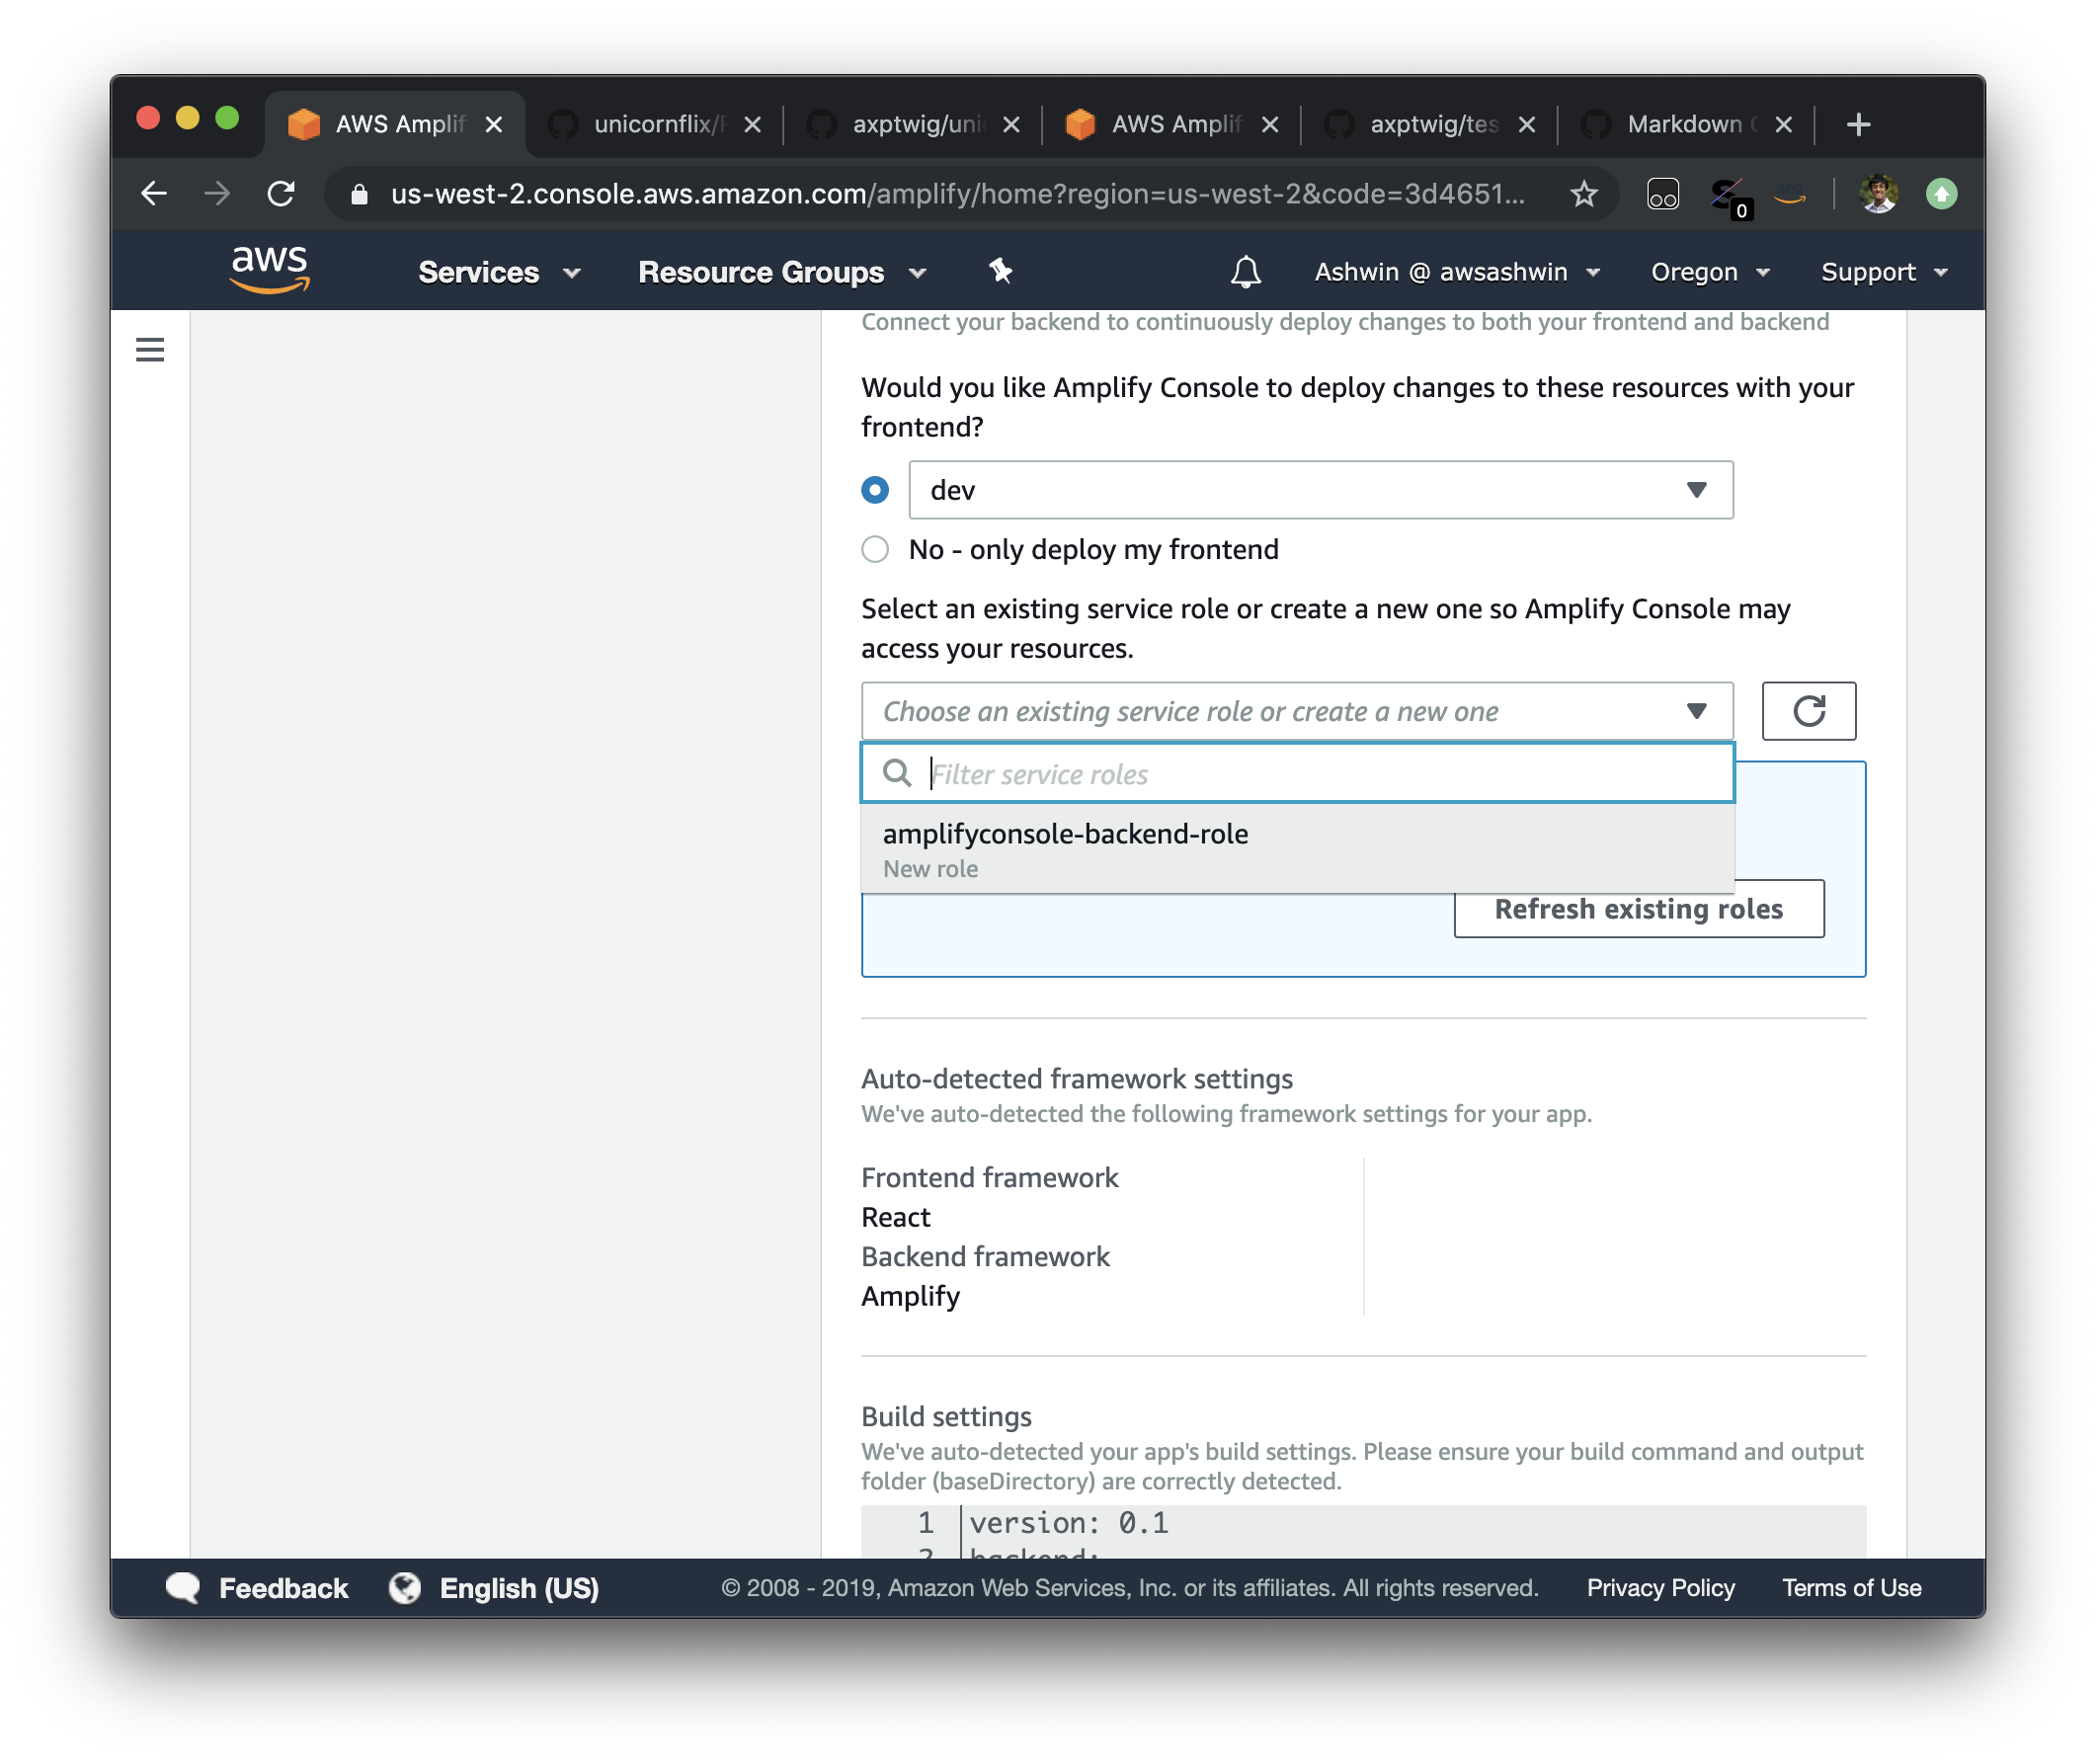 AWS Amplif
unicornflix/
axptwig/uni
AWS Amplif
axptwig/tes
Markdown
us-west-2.console.aws.amazon.com/amplify/home?region=us-west-2&code=3d4651...
0
aws
Services
Resource Groups
Ashwin @ awsashwin
Oregon
Support
Connect your backend to continuously deploy changes to both your frontend and backend
Would you like Amplify Console to deploy changes to these resources with your
frontend?
dev
No - only deploy my frontend
Select an existing service role or create a new one so Amplify Console may
access your resources.
Choose an existing service role or create a new one
Filter service roles
amplifyconsole-backend-role
New role
Refresh existing roles
Auto-detected framework settings
We've auto-detected the following framework settings for your app.
Frontend framework
React
Backend framework
Amplify
Build settings
We've auto-detected your app's build settings. Please ensure your build command and output
folder (baseDirectory) are correctly detected.
1 version: 0.1
2 backend:
Feedback
English (US)
© 2008 - 2019, Amazon Web Services, Inc. or its affiliates. All rights reserved.
Privacy Policy
Terms of Use